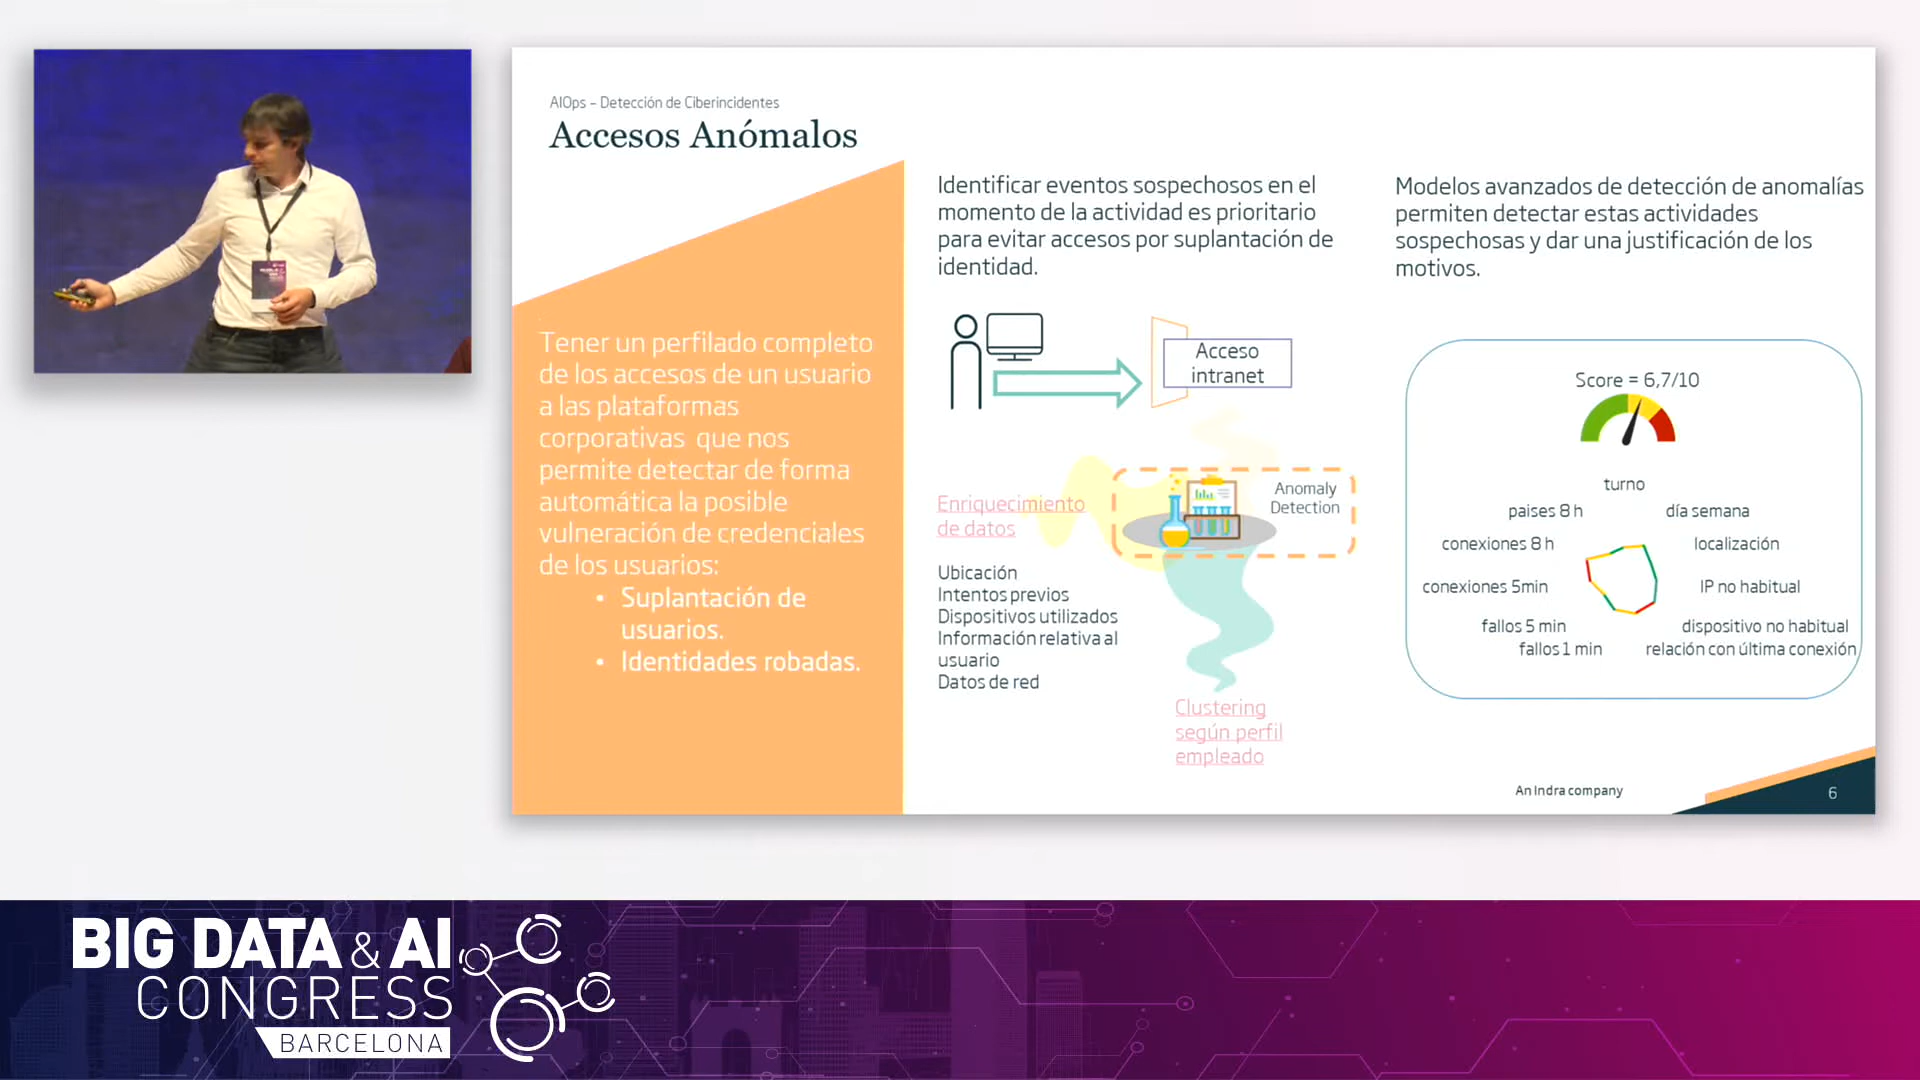 AIOps – Detección de Ciberincidentes
Accesos Anómalos
Tener un perfilado completo
de los accesos de un usuario
a las plataformas
corporativas que nos
permite detectar de forma
automática la posible
vulneración de credenciales
de los usuarios:
• Suplantación de
usuarios.
• Identidades robadas.
Identificar eventos sospechosos en el
momento de la actividad es prioritario
para evitar accesos por suplantación de
identidad.
Acceso
intranet
Anomaly
Detection
Enriquecimiento
de datos
Ubicación
Intentos previos
Dispositivos utilizados
Información relativa al
usuario
Datos de red
Clustering
según perfil
empleado
Modelos avanzados de detección de anomalías
permiten detectar estas actividades
sospechosas y dar una justificación de los
motivos.
Score = 6,7/10
turno
paises 8 h
día semana
conexiones 8 h
localización
conexiones 5min
IP no habitual
fallos 5 min
dispositivo no habitual
fallos 1 min
relación con última conexión
An Indra company
6
BIG DATA & AI
CONGRESS
BARCELONA